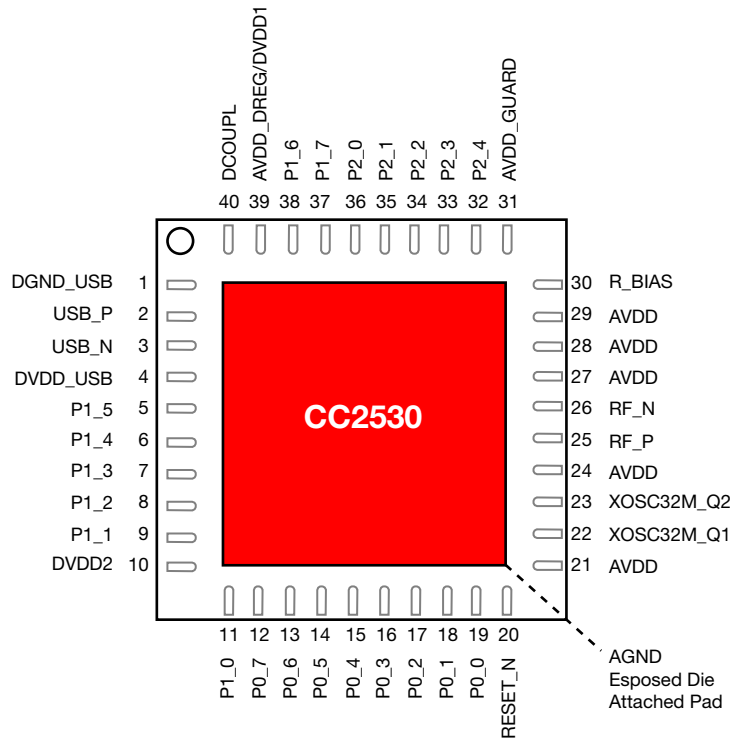 DCOUPL
AVDD_DREG/DVDD1
P1_6
P1_7
P2_0
P2_1
P2_2
P2_3
P2_4
AVDD_GUARD
40 39 38 37 36 35 34 33 32 31
DGND_USB 1
USB_P 2
USB_N 3
DVDD_USB 4
P1_5 5
P1_4 6
P1_3 7
P1_2 8
P1_1 9
DVDD2 10
CC2530
30 R_BIAS
29 AVDD
28 AVDD
27 AVDD
26 RF_N
25 RF_P
24 AVDD
23 XOSC32M_Q2
22 XOSC32M_Q1
21 AVDD
11 12 13 14 15 16 17 18 19 20
P1_0
P0_7
P0_6
P0_5
P0_4
P0_3
P0_2
P0_1
P0_0
RESET_N
AGND
Esposed Die
Attached Pad